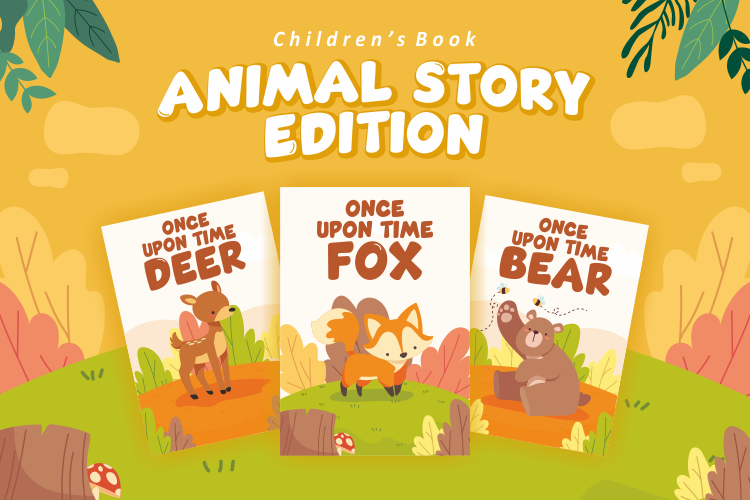 Children's Book
ANIMAL STORY
EDITION
ONCE
UPON TIME
DEER
ONCE
UPON TIME
FOX
ONCE
UPON TIME
BEAR